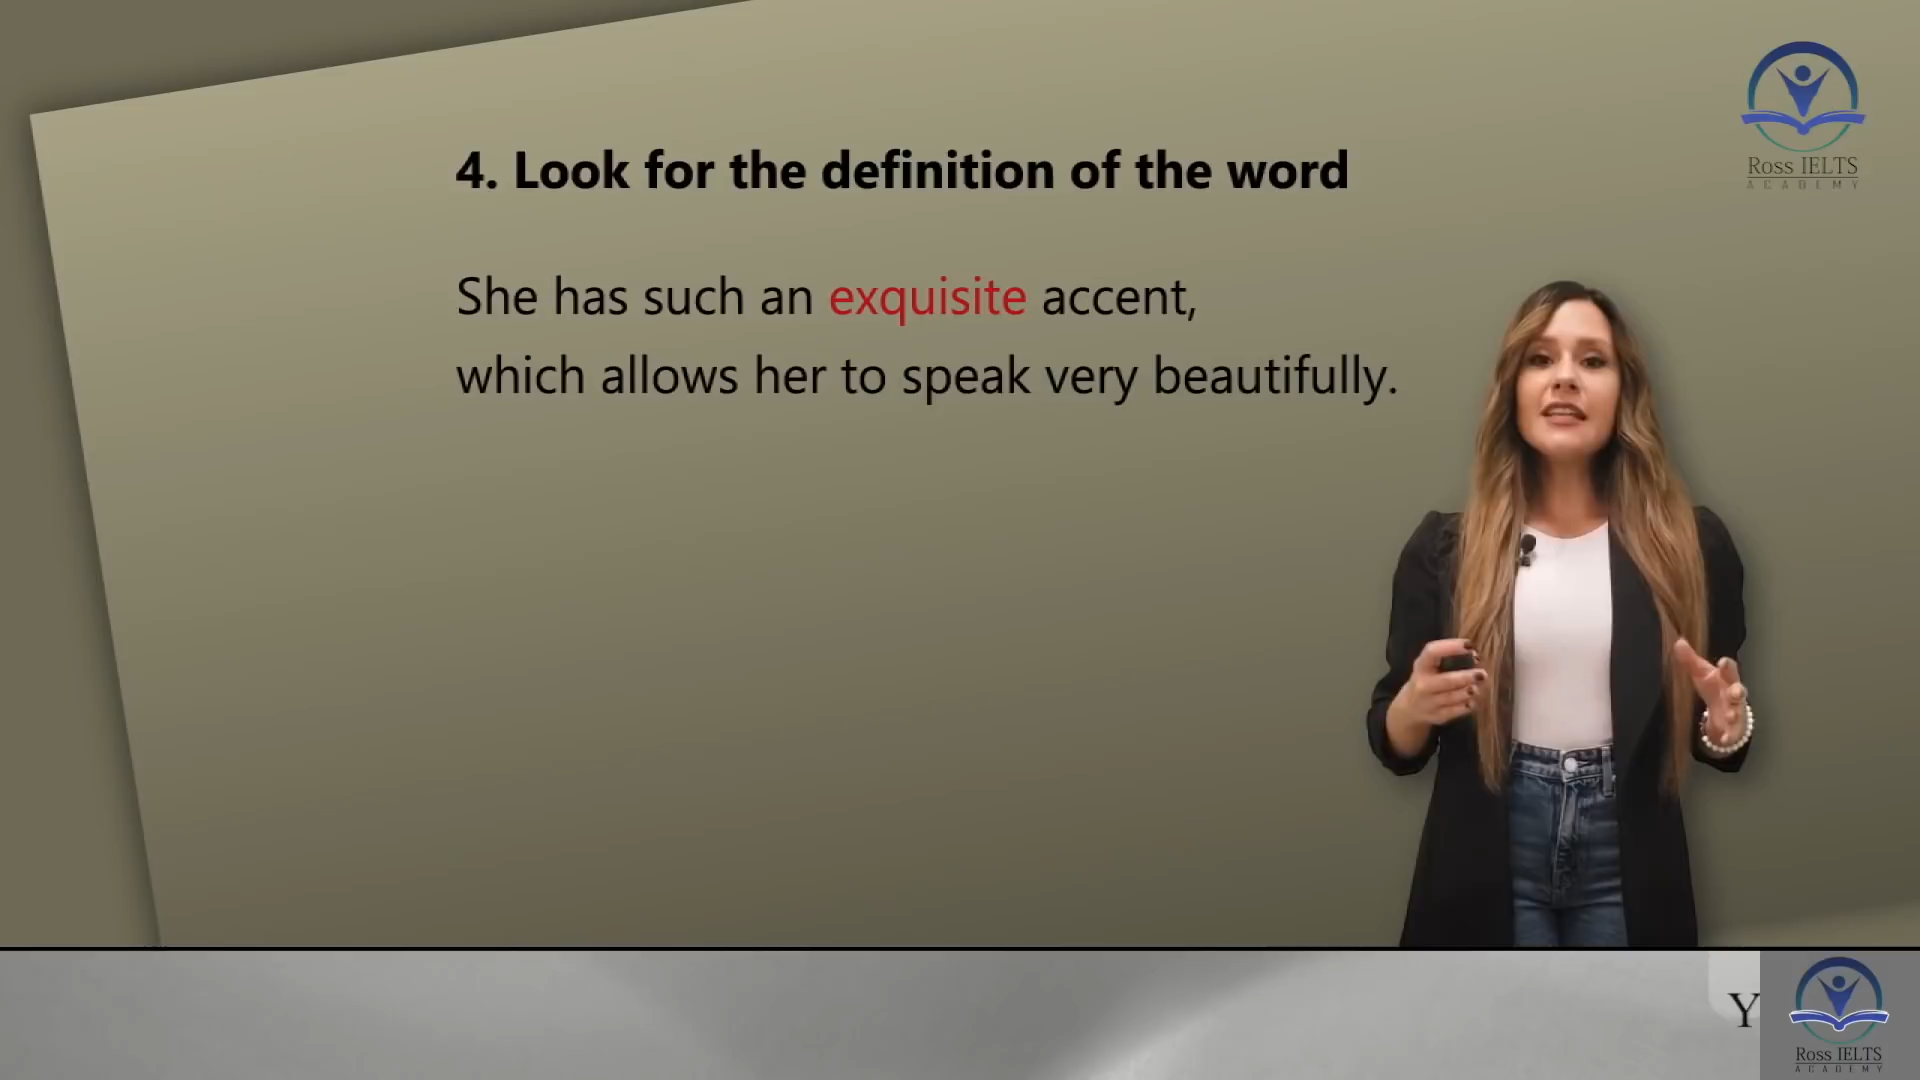 Ross IELTS
ACADEMY
4. Look for the definition of the word
She has such an exquisite accent,
which allows her to speak very beautifully.
Y
Ross IELTS
ACADEMY